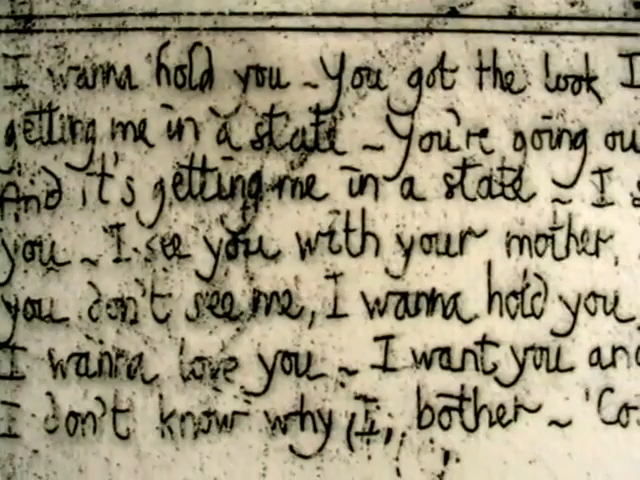 I wanna hold you ~ You got the look I
getting me in a state ~ You're going ou
And it's getting me in a state ~ I s
you ~ I see you with your mother,
you don't see me, I wanna hold you
I wanna love you ~ I want you and
I don't know why I, bother ~ 'Co